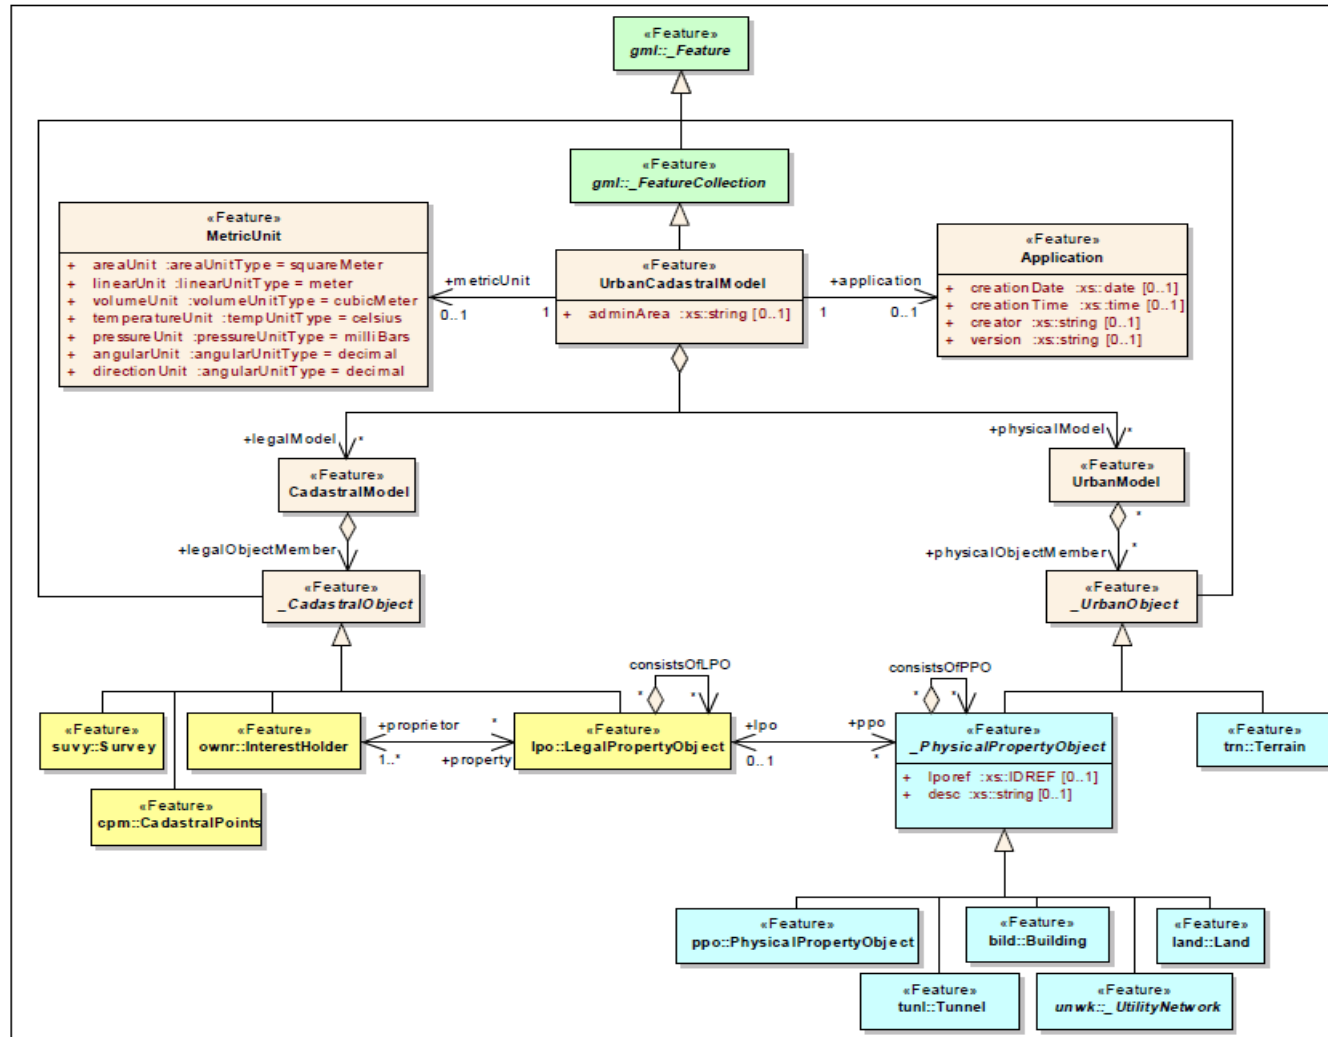 «Feature»
gml::_Feature
«Feature»
gml::_FeatureCollection
«Feature»
MetricUnit
+ areaUnit :areaUnitType = squareMeter
+ linearUnit :linearUnitType = meter
+ volumeUnit :volumeUnitType = cubicMeter
+ temperatureUnit :tempUnitType = celsius
+ pressureUnit :pressureUnitType = milliBars
+ angularUnit :angularUnitType = decimal
+ directionUnit :angularUnitType = decimal
+metricUnit
0..1
1
«Feature»
UrbanCadastralModel
+ adminArea :xs::string [0..1]
+application
1
0..1
«Feature»
Application
+ creationDate :xs::date [0..1]
+ creationTime :xs::time [0..1]
+ creator :xs::string [0..1]
+ version :xs::string [0..1]
+legalModel
*
+physicalModel
*
«Feature»
CadastralModel
«Feature»
UrbanModel
*
+legalObjectMember
*
+physicalObjectMember
*
«Feature»
_CadastralObject
«Feature»
_UrbanObject
consistsOfLPO
* *
consistsOfPPO
* *
«Feature»
suvy::Survey
«Feature»
ownr::InterestHolder
+proprietor
*
1..*
+property
«Feature»
lpo::LegalPropertyObject
+lpo
+ppo
0..1
*
«Feature»
_PhysicalPropertyObject
+ lporef :xs::IDREF [0..1]
+ desc :xs::string [0..1]
«Feature»
trn::Terrain
«Feature»
cpm::CadastralPoints
«Feature»
ppo::PhysicalPropertyObject
«Feature»
bild::Building
«Feature»
land::Land
«Feature»
tunl::Tunnel
«Feature»
unwk::_UtilityNetwork